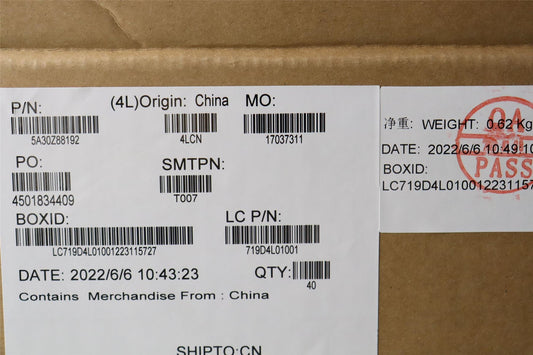 P/N: (4L)Origin: China MO:
5A30Z88192 4LCN 17037311
PO: SMTPN:
4501834409 T007
BOXID: LC P/N:
LC719D4L01001223115727 719D4L01001
DATE: 2022/6/6 10:43:23 QTY:
40
Contains Merchandise From : China
SHIPTO:CN
净重: WEIGHT: 0.62 Kg
DATE: 2022/6/6 10:49:10
BOXID:
LC719D4L01001223115727
QA
PASS